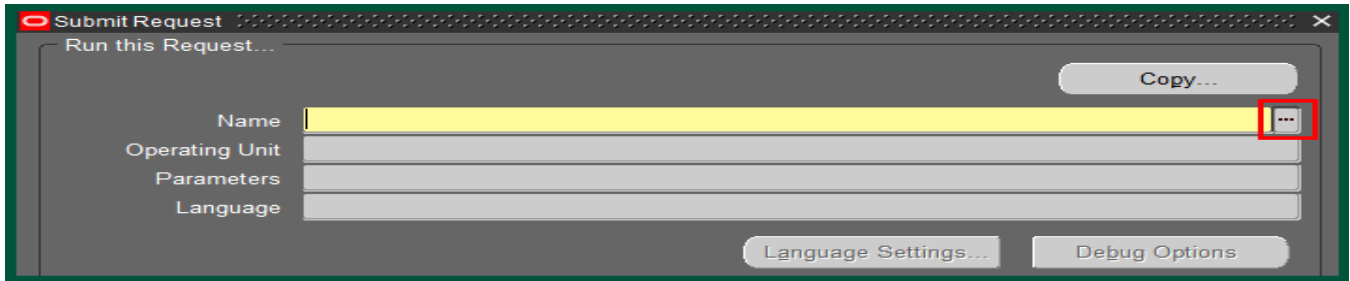 Submit Request
Run this Request...
Copy...
Name
Operating Unit
Parameters
Language
Language Settings... Debug Options